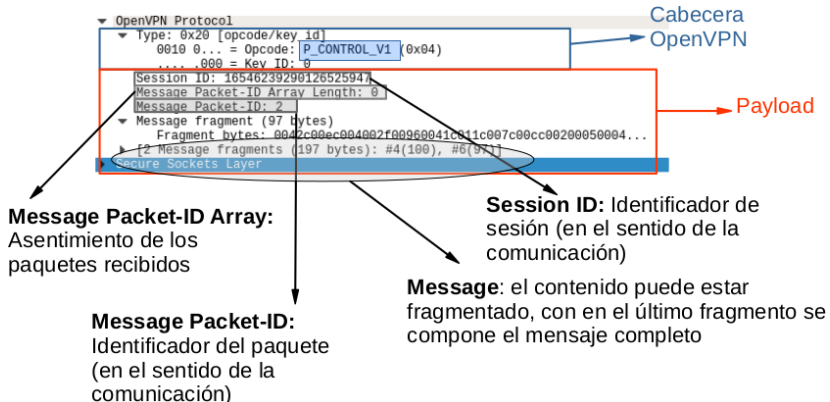 OpenVPN Protocol
Type: 0x20 [opcode/key_id]
0010 0... = Opcode: P_CONTROL_V1 (0x04)
.... .000 = Key ID: 0
Session ID: 16546239290126525947
Message Packet-ID Array Length: 0
Message Packet-ID: 2
Message fragment (97 bytes)
Fragment bytes: 0042c00ec004002f00960041c011c007c00cc00200050004...
[2 Message fragments (197 bytes): #4(100), #6(97)]
Secure Sockets Layer
Cabecera
OpenVPN
Payload
Message Packet-ID Array:
Asentimiento de los
paquetes recibidos
Session ID: Identificador de
sesión (en el sentido de la
comunicación)
Message: el contenido puede estar
fragmentado, con en el último fragmento se
compone el mensaje completo
Message Packet-ID:
Identificador del paquete
(en el sentido de la
comunicación)